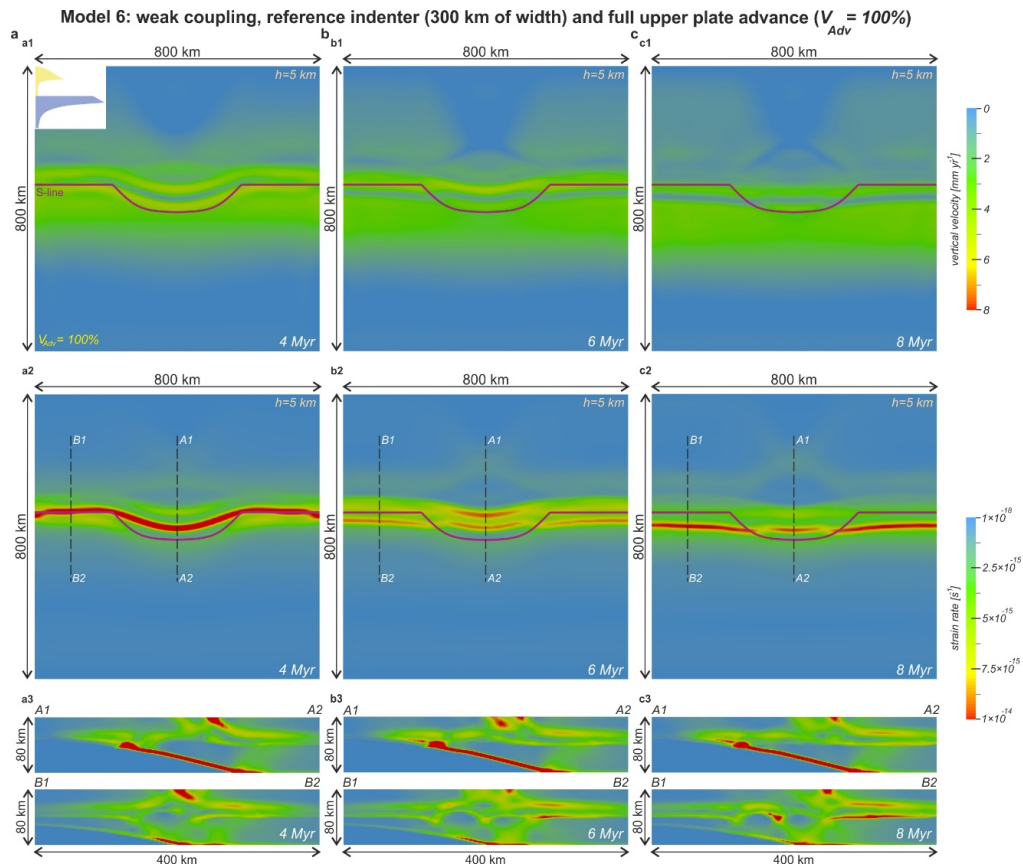 Model 6: weak coupling, reference indenter (300 km of width) and full upper plate advance (V_Adv = 100%)
a
a1
800 km
b
b1
800 km
c
c1
800 km
h=5 km
h=5 km
h=5 km
S-line
800 km
800 km
800 km
V_Adv = 100%
4 Myr
6 Myr
8 Myr
0
2
4
6
8
vertical velocity [mm yr⁻¹]
a2
800 km
b2
800 km
c2
800 km
h=5 km
h=5 km
h=5 km
B1
A1
B1
A1
B1
A1
800 km
800 km
800 km
B2
A2
B2
A2
B2
A2
4 Myr
6 Myr
8 Myr
1×10⁻¹⁸
2.5×10⁻¹⁵
5×10⁻¹⁵
7.5×10⁻¹⁵
1×10⁻¹⁴
strain rate [s⁻¹]
a3
b3
c3
A1
A2
A1
A2
A1
A2
80 km
80 km
80 km
B1
B2
B1
B2
B1
B2
80 km
80 km
80 km
4 Myr
6 Myr
8 Myr
400 km
400 km
400 km